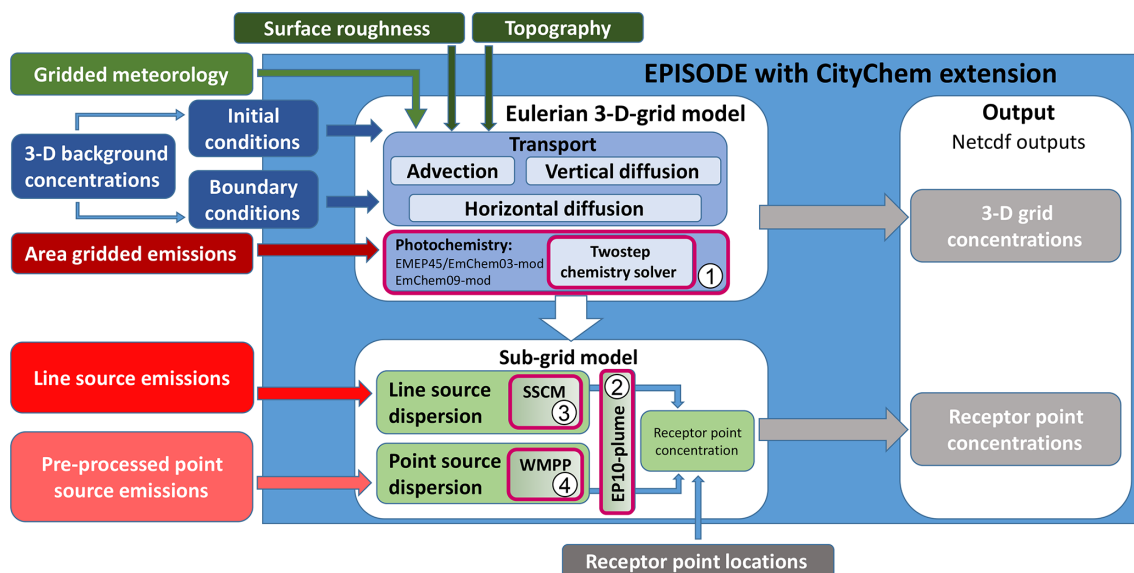 Surface roughness
Topography
Gridded meteorology
EPISODE with CityChem extension
Initial
conditions
3-D background
concentrations
Boundary
conditions
Area gridded emissions
Eulerian 3-D-grid model
Transport
Advection
Vertical diffusion
Horizontal diffusion
Photochemistry:
EMEP45/EmChem03-mod
EmChem09-mod
Twostep
chemistry solver
1
Output
Netcdf outputs
3-D grid
concentrations
Line source emissions
Pre-processed point
source emissions
Sub-grid model
Line source
dispersion
SSCM
3
2
EP10-plume
Point source
dispersion
WMPP
4
Receptor point
concentration
Receptor point
concentrations
Receptor point locations